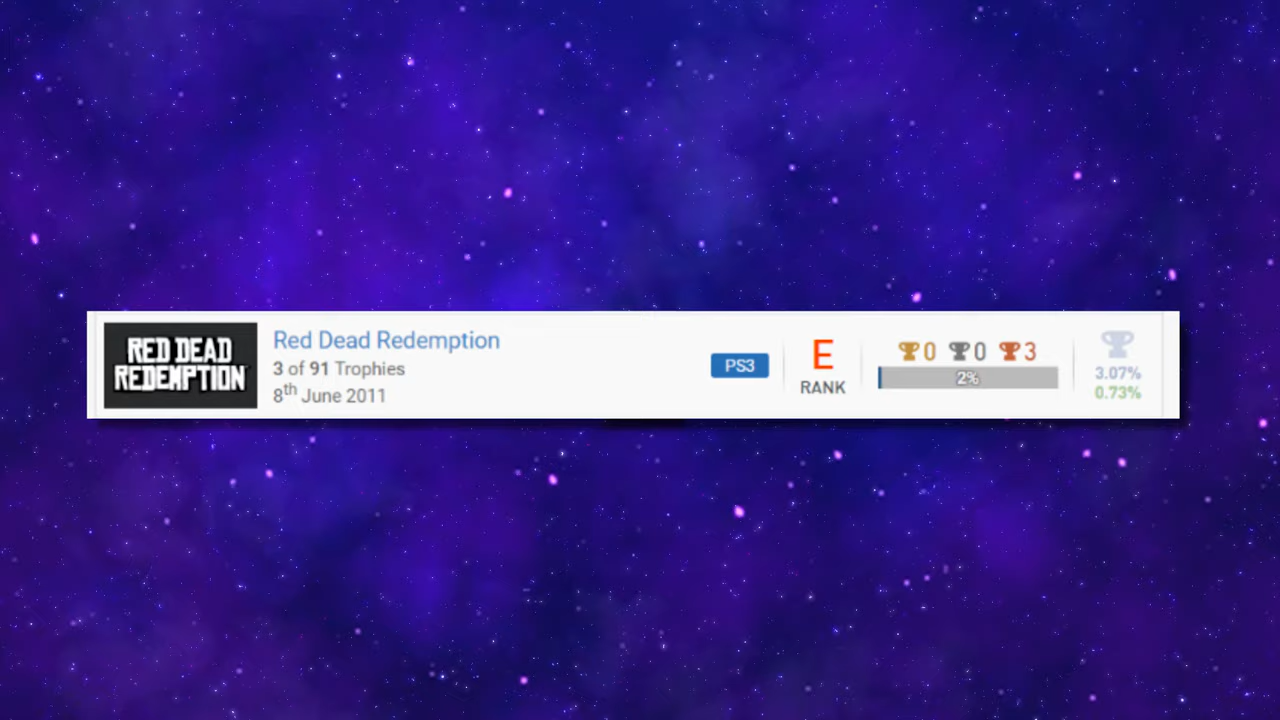 RED DEAD
REDEMPTION
Red Dead Redemption
3 of 91 Trophies
8th June 2011
PS3
E
RANK
0 0 3
2%
3.07%
0.73%